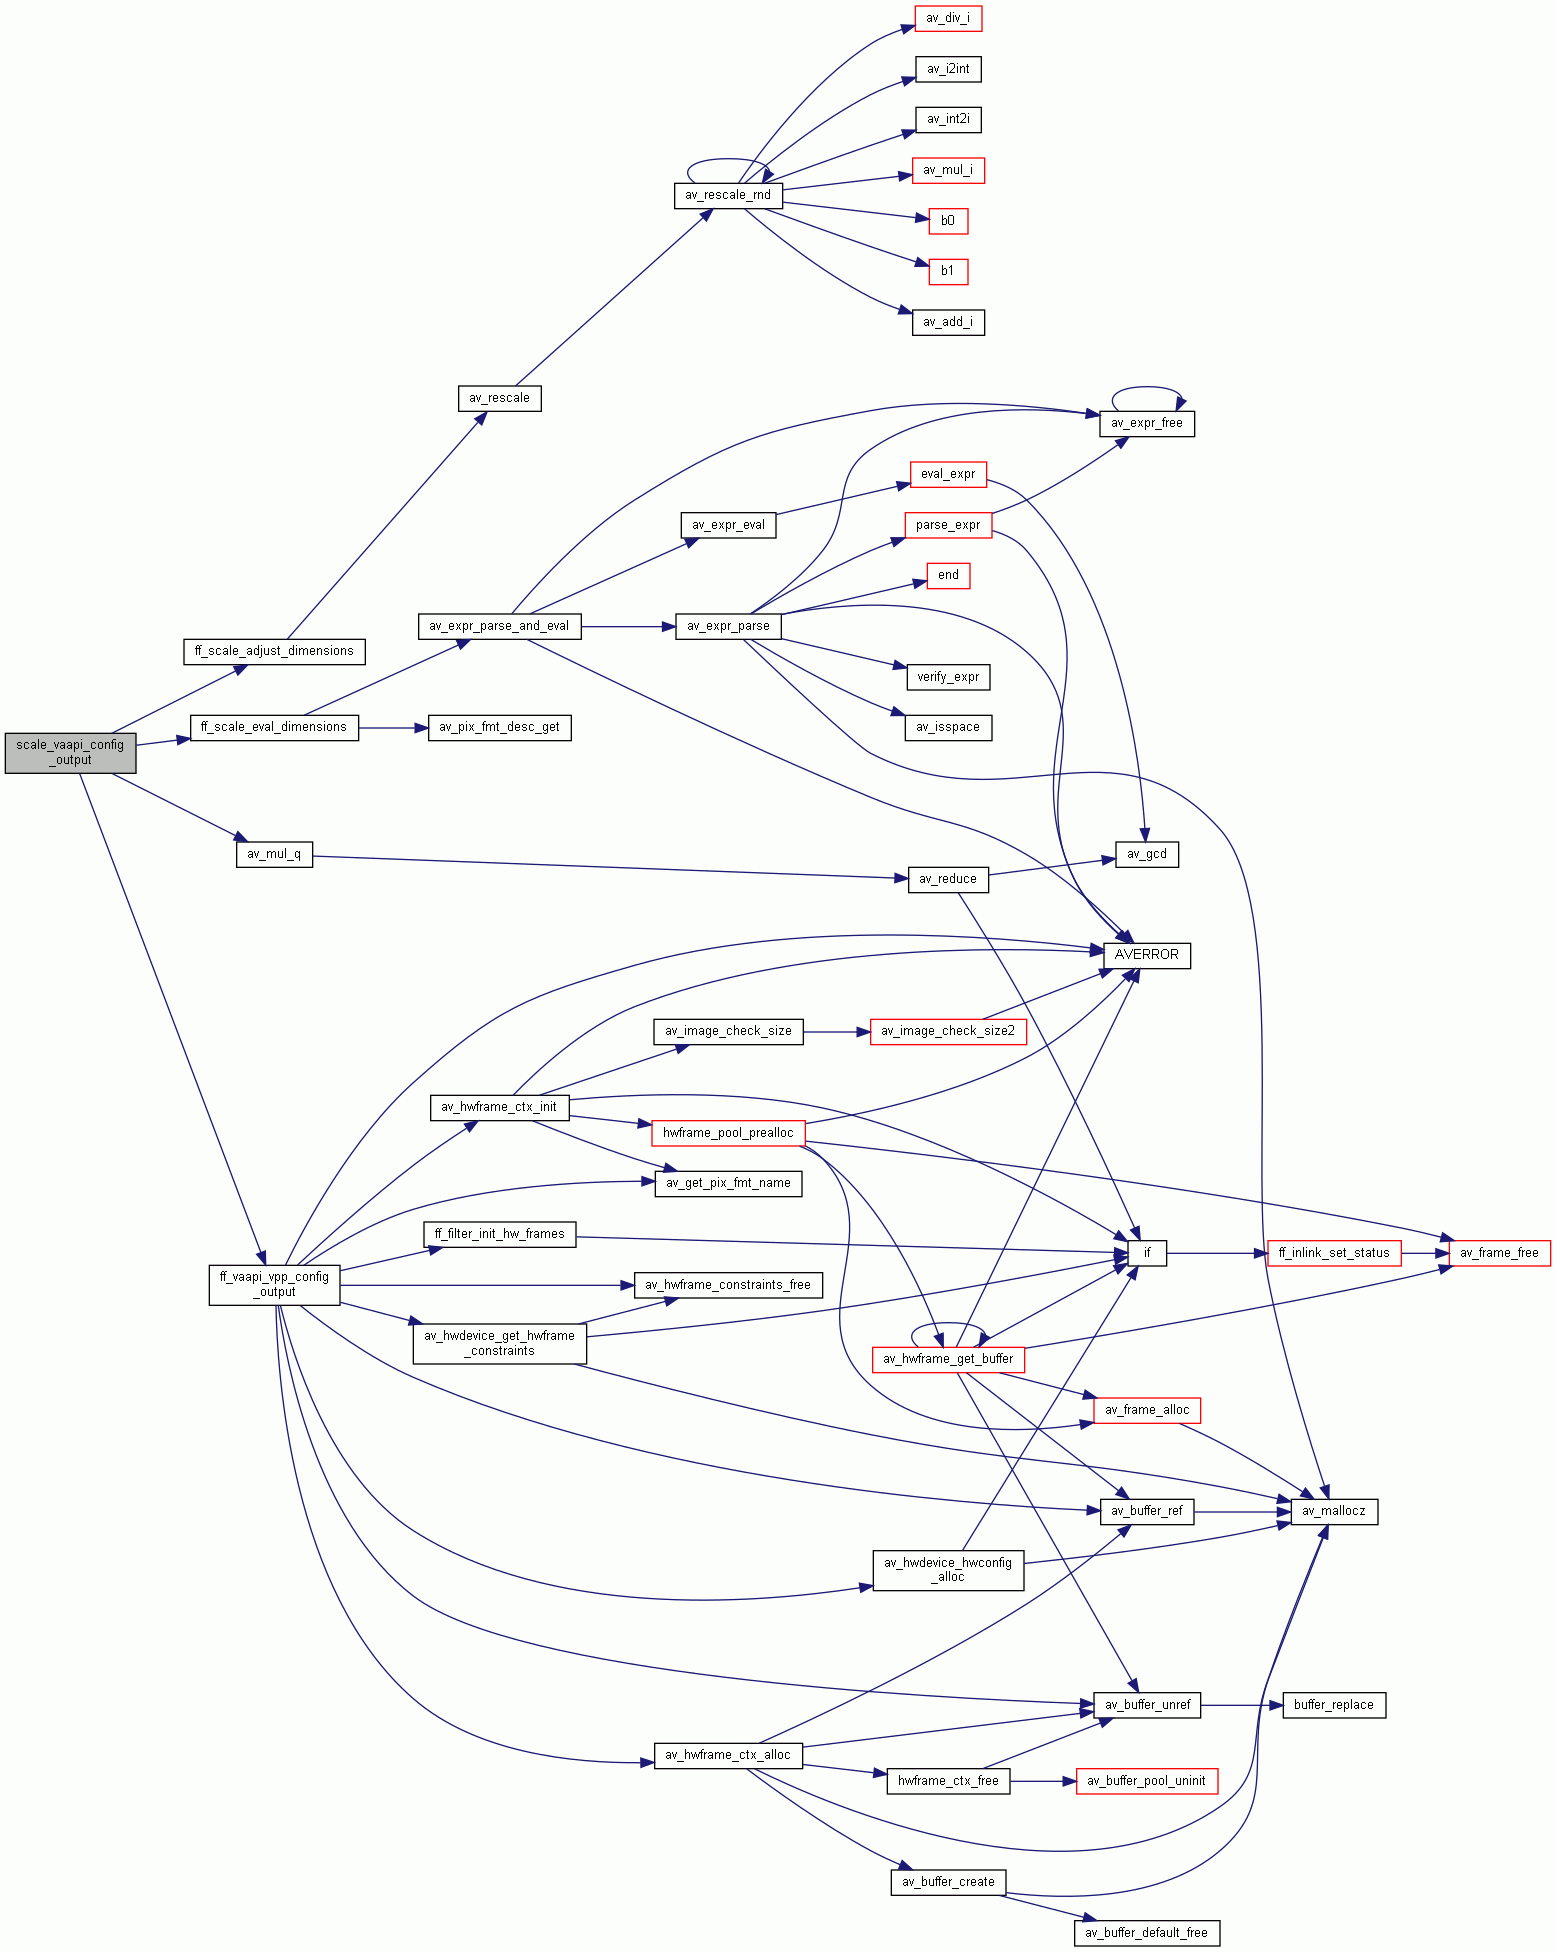 av_div_i
av_i2int
av_int2i
av_mul_i
av_rescale_rnd
b0
b1
av_add_i
av_rescale
av_expr_free
eval_expr
av_expr_eval
parse_expr
end
av_expr_parse_and_eval
av_expr_parse
ff_scale_adjust_dimensions
verify_expr
ff_scale_eval_dimensions
av_pix_fmt_desc_get
av_isspace
scale_vaapi_config
_output
av_mul_q
av_gcd
av_reduce
AVERROR
av_image_check_size
av_image_check_size2
av_hwframe_ctx_init
hwframe_pool_prealloc
av_get_pix_fmt_name
ff_filter_init_hw_frames
if
ff_inlink_set_status
av_frame_free
ff_vaapi_vpp_config
_output
av_hwframe_constraints_free
av_hwdevice_get_hwframe
_constraints
av_hwframe_get_buffer
av_frame_alloc
av_buffer_ref
av_mallocz
av_hwdevice_hwconfig
_alloc
av_buffer_unref
buffer_replace
av_hwframe_ctx_alloc
hwframe_ctx_free
av_buffer_pool_uninit
av_buffer_create
av_buffer_default_free